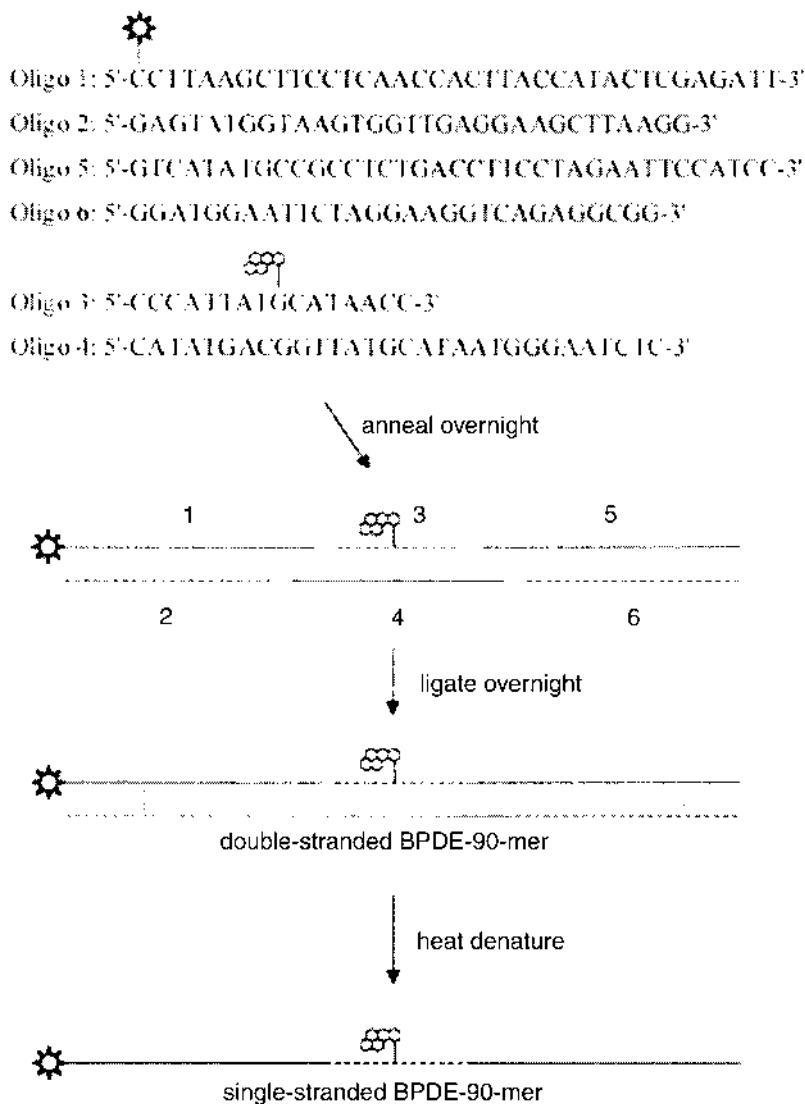 Oligo 1: 5'-CCTTAAGCTTCCTCAACCACTTACCATACTCGAGATT-3'
Oligo 2: 5'-GAGTATGGTAAGTGGTTGAGGAAGCTTAAGG-3'
Oligo 5: 5'-GTCATATGCCGCCTCTGACCTTCCTAGAATTCCATCC-3'
Oligo 6: 5'-GGATGGAATTCTAGGAAGGTCAGAGGCGG-3'
Oligo 3: 5'-CCCATTATGCATAACC-3'
Oligo 4: 5'-CATATGACGGTTATGCATAATGGGAATCTC-3'
anneal overnight
1 3 5
2 4 6
ligate overnight
double-stranded BPDE-90-mer
heat denature
single-stranded BPDE-90-mer